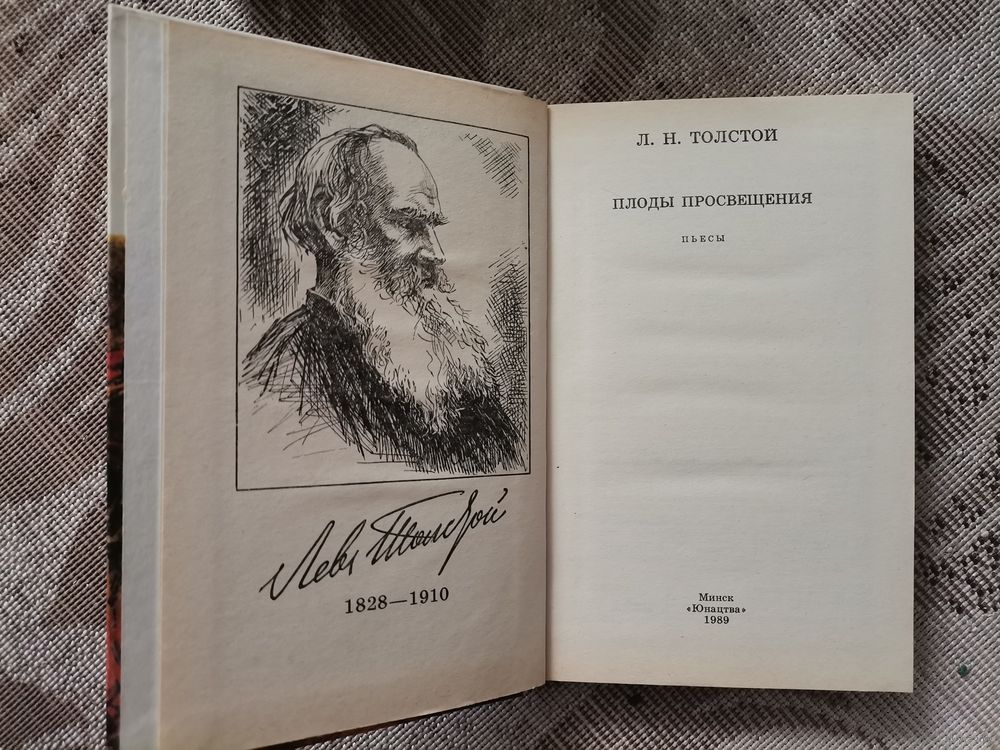 Левъ Толстой
1828—1910
Л. Н. ТОЛСТОЙ
ПЛОДЫ ПРОСВЕЩЕНИЯ
ПЬЕСЫ
Минск
«Юнацтва»
1989